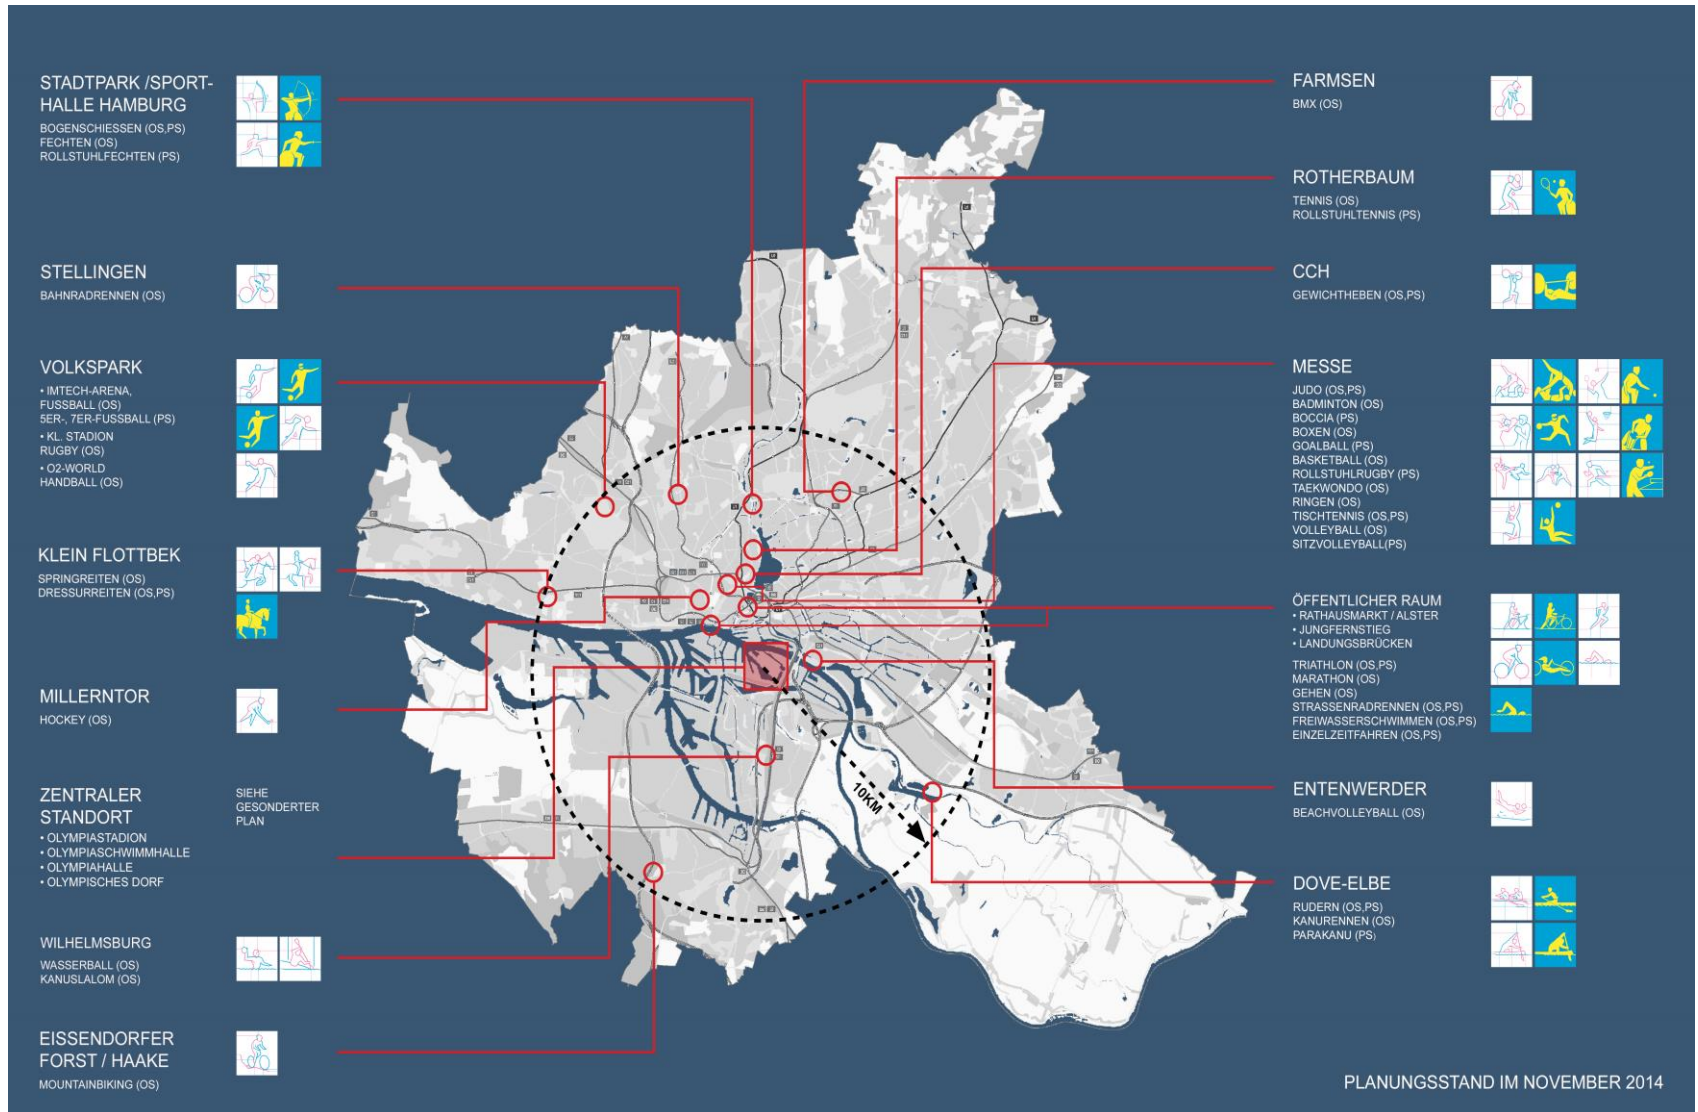 STADTPARK /SPORT-
HALLE HAMBURG
BOGENSCHIESSEN (OS,PS)
FECHTEN (OS)
ROLLSTUHLFECHTEN (PS)
STELLINGEN
BAHNRADRENNEN (OS)
VOLKSPARK
• IMTECH-ARENA,
FUSSBALL (OS)
5ER-, 7ER-FUSSBALL (PS)
• KL. STADION
RUGBY (OS)
• O2-WORLD
HANDBALL (OS)
KLEIN FLOTTBEK
SPRINGREITEN (OS)
DRESSURREITEN (OS,PS)
MILLERNTOR
HOCKEY (OS)
ZENTRALER
STANDORT
• OLYMPIASTADION
• OLYMPIASCHWIMMHALLE
• OLYMPIAHALLE
• OLYMPISCHES DORF
SIEHE
GESONDERTER
PLAN
WILHELMSBURG
WASSERBALL (OS)
KANUSLALOM (OS)
EISSENDORFER
FORST / HAAKE
MOUNTAINBIKING (OS)
10KM
FARMSEN
BMX (OS)
ROTHERBAUM
TENNIS (OS)
ROLLSTUHLTENNIS (PS)
CCH
GEWICHTHEBEN (OS,PS)
MESSE
JUDO (OS,PS)
BADMINTON (OS)
BOCCIA (PS)
BOXEN (OS)
GOALBALL (PS)
BASKETBALL (OS)
ROLLSTUHLRUGBY (PS)
TAEKWONDO (OS)
RINGEN (OS)
TISCHTENNIS (OS,PS)
VOLLEYBALL (OS)
SITZVOLLEYBALL(PS)
ÖFFENTLICHER RAUM
• RATHAUSMARKT / ALSTER
• JUNGFERNSTIEG
• LANDUNGSBRÜCKEN
TRIATHLON (OS,PS)
MARATHON (OS)
GEHEN (OS)
STRASSENRADRENNEN (OS,PS)
FREIWASSERSCHWIMMEN (OS,PS)
EINZELZEITFAHREN (OS,PS)
ENTENWERDER
BEACHVOLLEYBALL (OS)
DOVE-ELBE
RUDERN (OS,PS)
KANURENNEN (OS)
PARAKANU (PS)
PLANUNGSSTAND IM NOVEMBER 2014